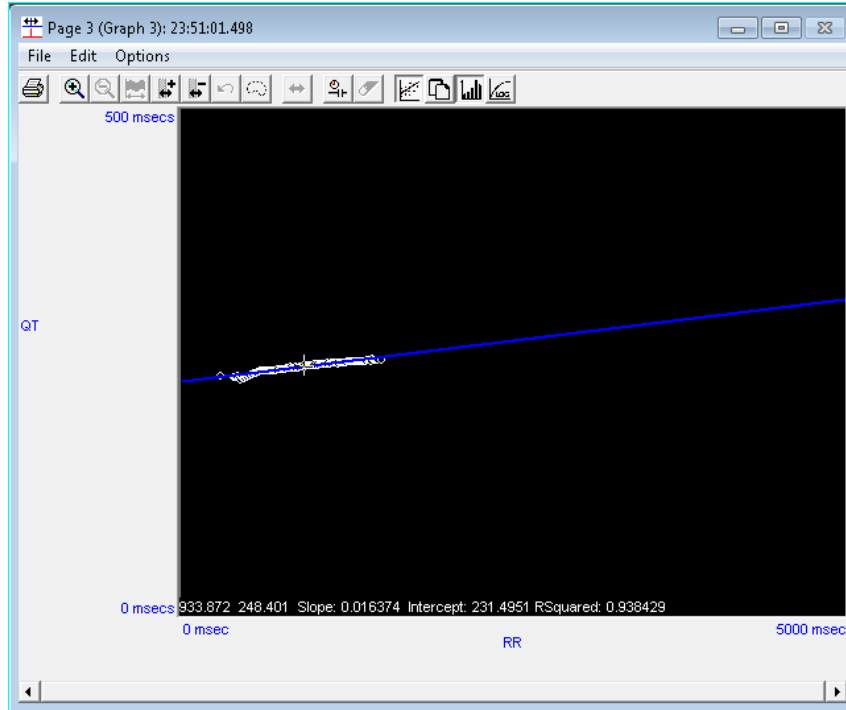 Page 3 (Graph 3): 23:51:01.498
File Edit Options
LOG
500 msecs
QT
0 msecs
933.872 248.401 Slope: 0.016374 Intercept: 231.4951 RSquared: 0.938429
0 msec 5000 msec
RR